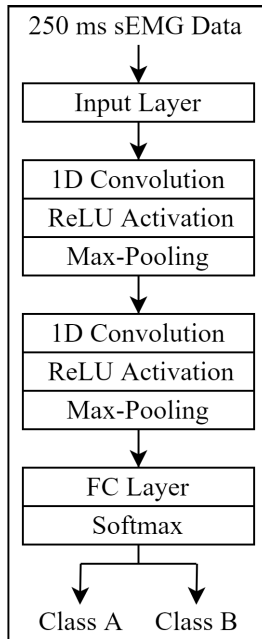 250 ms sEMG Data
Input Layer
1D Convolution
ReLU Activation
Max-Pooling
1D Convolution
ReLU Activation
Max-Pooling
FC Layer
Softmax
Class A Class B